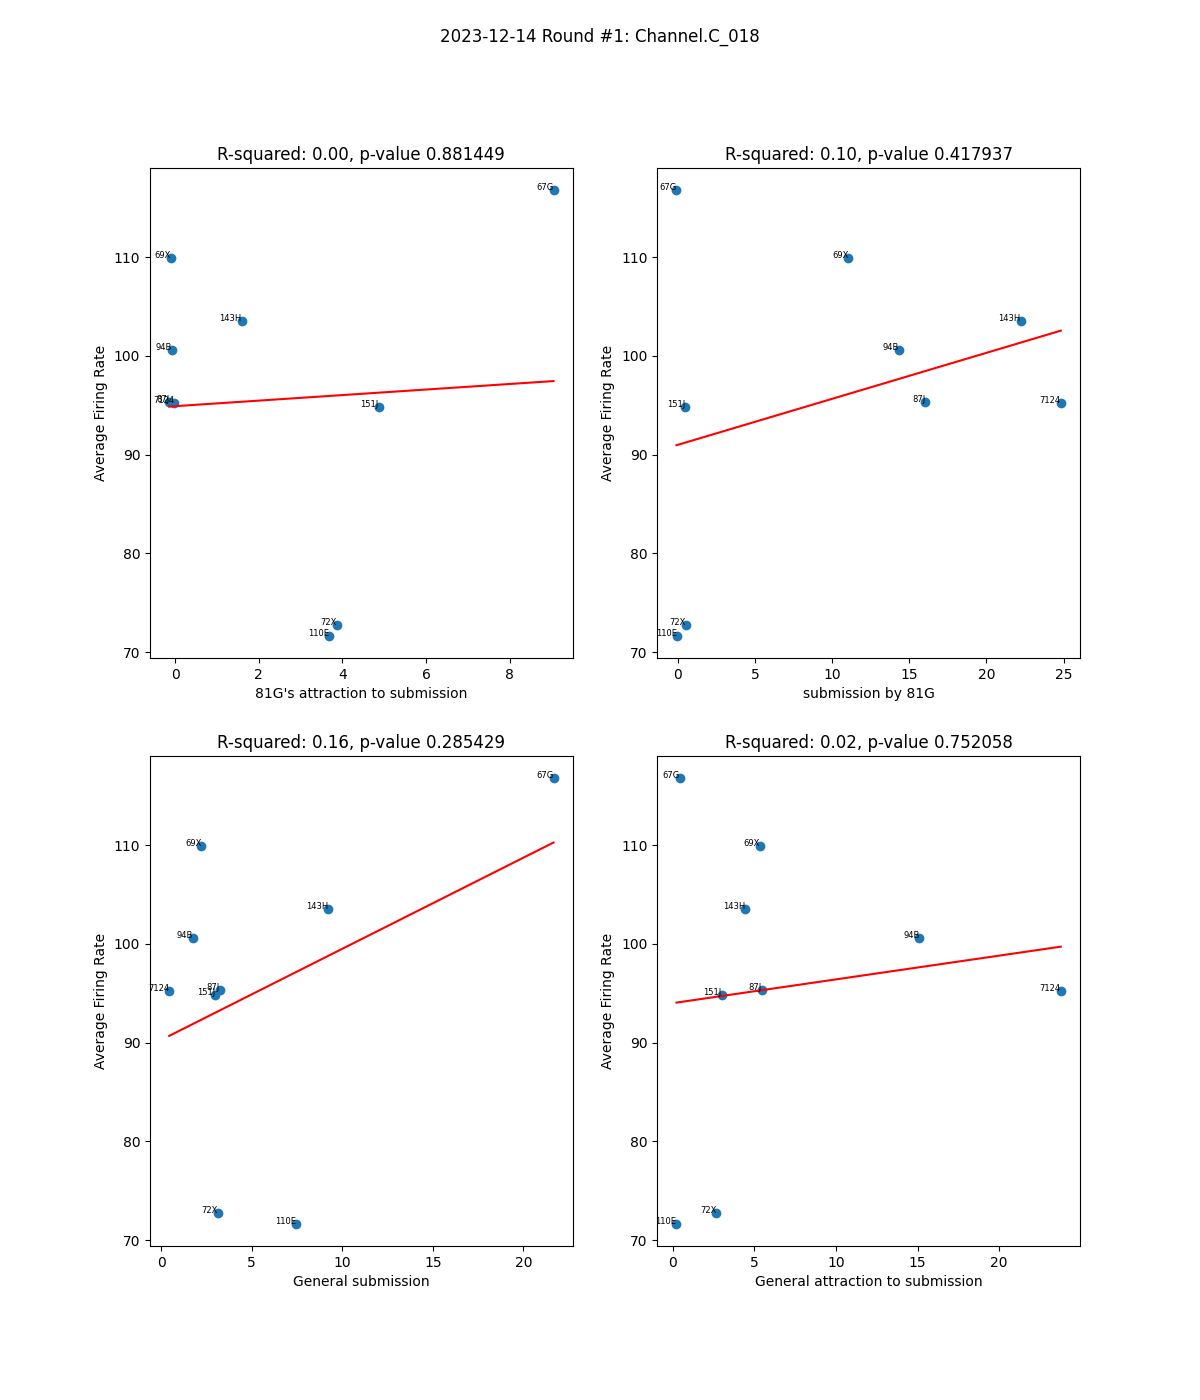 2023-12-14 Round #1: Channel.C_018
R-squared: 0.00, p-value 0.881449
67G
69X
143H
94B
87J
7124
151J
72X
110E
110
100
90
80
70
Average Firing Rate
0 2 4 6 8
81G's attraction to submission
R-squared: 0.10, p-value 0.417937
67G
69X
143H
94B
151J
87J
7124
72X
110E
110
100
90
80
70
Average Firing Rate
0 5 10 15 20 25
submission by 81G
R-squared: 0.16, p-value 0.285429
67G
69X
143H
94B
7124
87J
151J
72X
110E
110
100
90
80
70
Average Firing Rate
0 5 10 15 20
General submission
R-squared: 0.02, p-value 0.752058
67G
69X
143H
94B
151J
87J
7124
72X
110E
110
100
90
80
70
Average Firing Rate
0 5 10 15 20
General attraction to submission